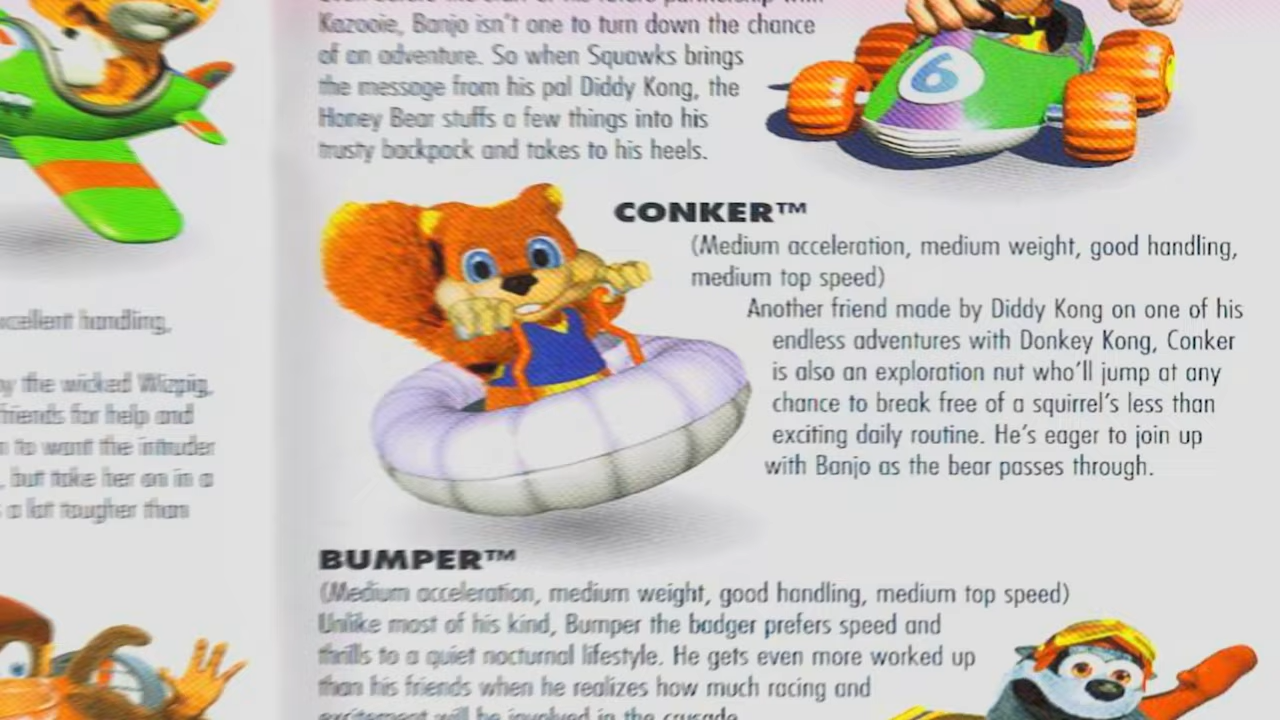 Kazooie, Banjo isn't one to turn down the chance
of an adventure. So when Squawks brings
the message from his pal Diddy Kong, the
Honey Bear stuffs a few things into his
trusty backpack and takes to his heels.
6
CONKER™
(Medium acceleration, medium weight, good handling,
medium top speed)
Another friend made by Diddy Kong on one of his
endless adventures with Donkey Kong, Conker
is also an exploration nut who'll jump at any
chance to break free of a squirrel's less than
exciting daily routine. He's eager to join up
with Banjo as the bear passes through.
handling,
y the wicked Wizpig,
friends for help and
to want the intruder
, but take her on in a
a lot tougher than
BUMPER™
(Medium acceleration, medium weight, good handling, medium top speed)
Unlike most of his kind, Bumper the badger prefers speed and
thrills to a quiet nocturnal lifestyle. He gets even more worked up
than his friends when he realizes how much racing and
excitement will be involved in the crusade.